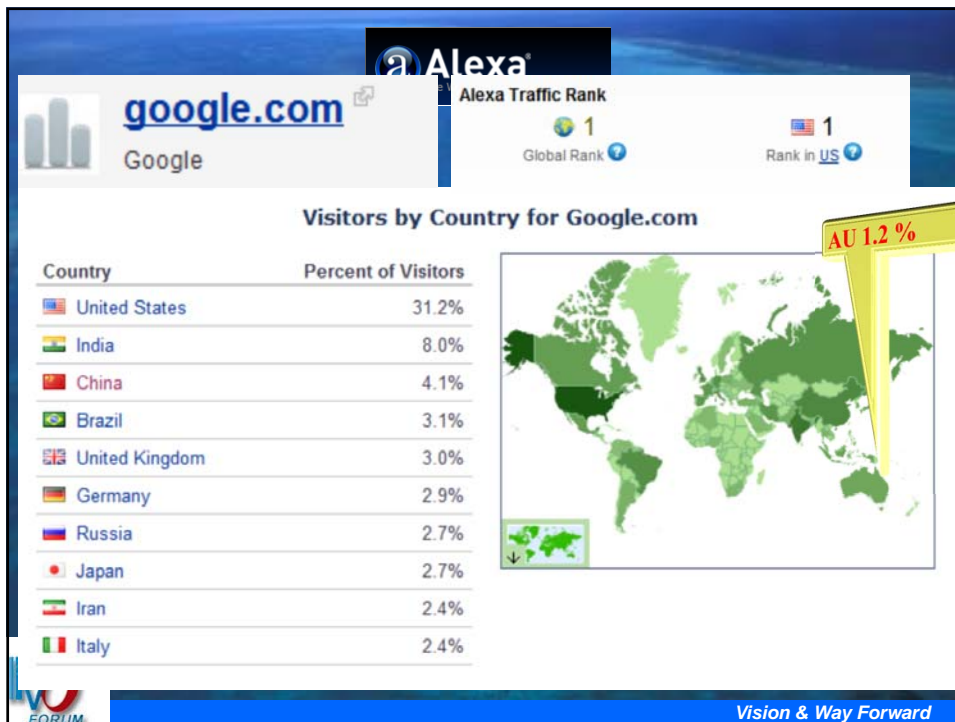 Alexa
google.com
Google
Alexa Traffic Rank
1
Global Rank ?
1
Rank in US ?
Visitors by Country for Google.com
AU 1.2 %
Country Percent of Visitors
United States 31.2%
India 8.0%
China 4.1%
Brazil 3.1%
United Kingdom 3.0%
Germany 2.9%
Russia 2.7%
Japan 2.7%
Iran 2.4%
Italy 2.4%
FORUM
Vision & Way Forward